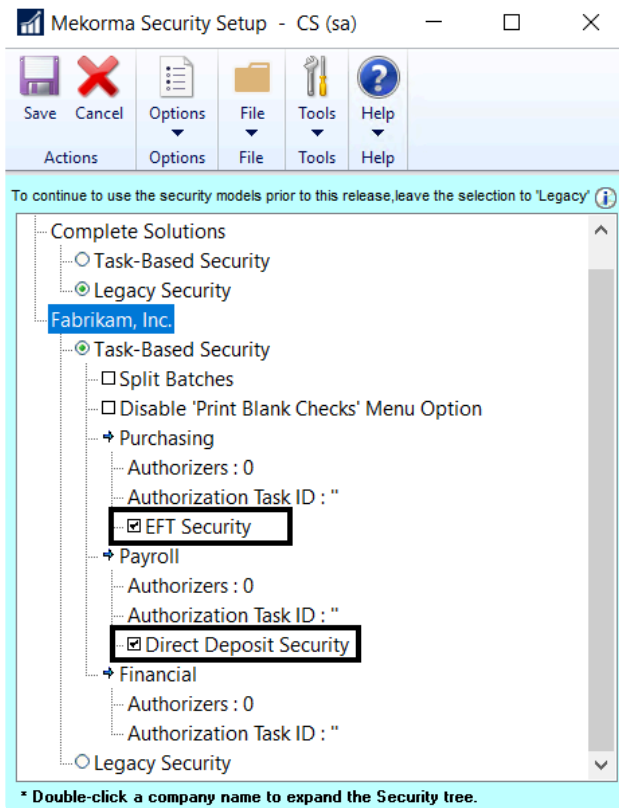 Mekorma Security Setup - CS (sa)
Save Cancel Options File Tools Help
Actions Options File Tools Help
To continue to use the security models prior to this release,leave the selection to 'Legacy'
Complete Solutions
Task-Based Security
Legacy Security
Fabrikam, Inc.
Task-Based Security
Split Batches
Disable 'Print Blank Checks' Menu Option
Purchasing
Authorizers : 0
Authorization Task ID : ''
EFT Security
Payroll
Authorizers : 0
Authorization Task ID : ''
Direct Deposit Security
Financial
Authorizers : 0
Authorization Task ID : ''
Legacy Security
* Double-click a company name to expand the Security tree.